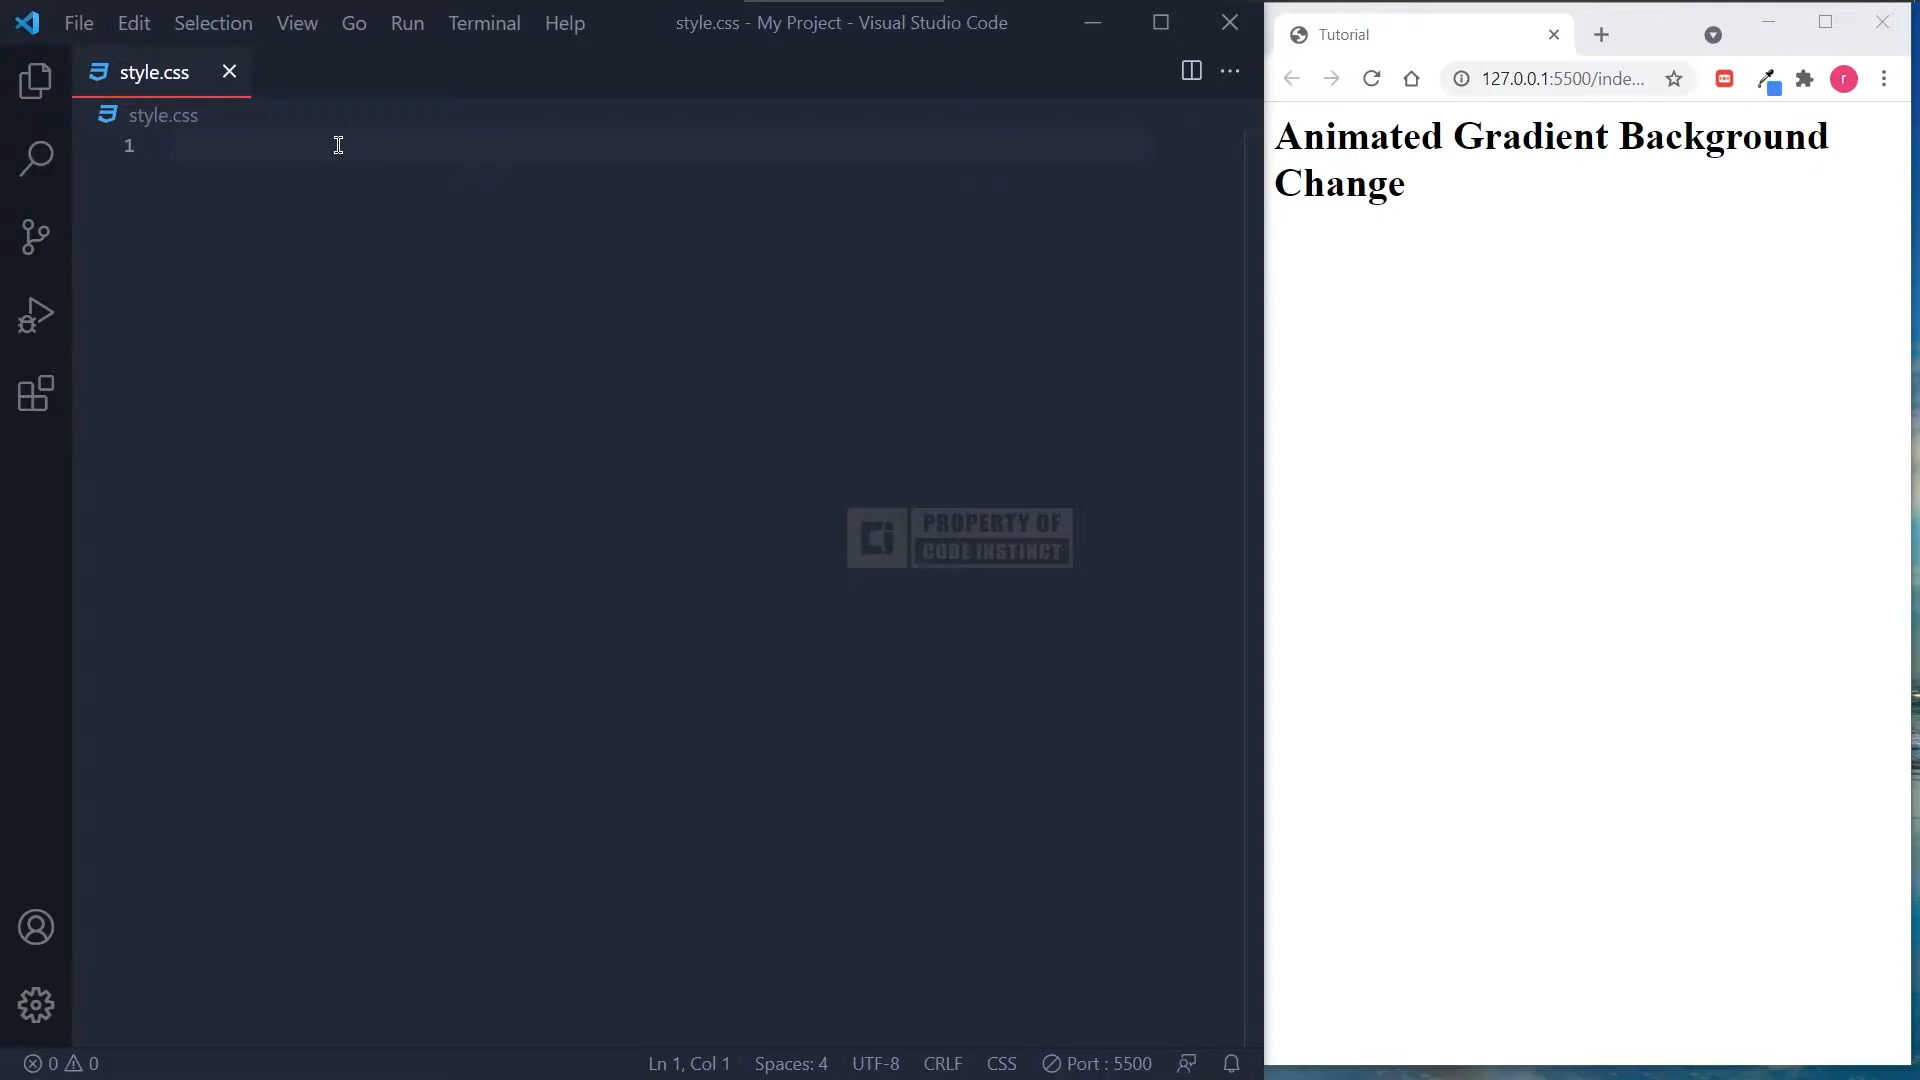 File Edit Selection View Go Run Terminal Help
style.css - My Project - Visual Studio Code
style.css
style.css
1
Ci
PROPERTY OF
CODE INSTINCT
0 0
Ln 1, Col 1 Spaces: 4 UTF-8 CRLF CSS Port : 5500
Tutorial
127.0.0.1:5500/inde...
r
Animated Gradient Background
Change